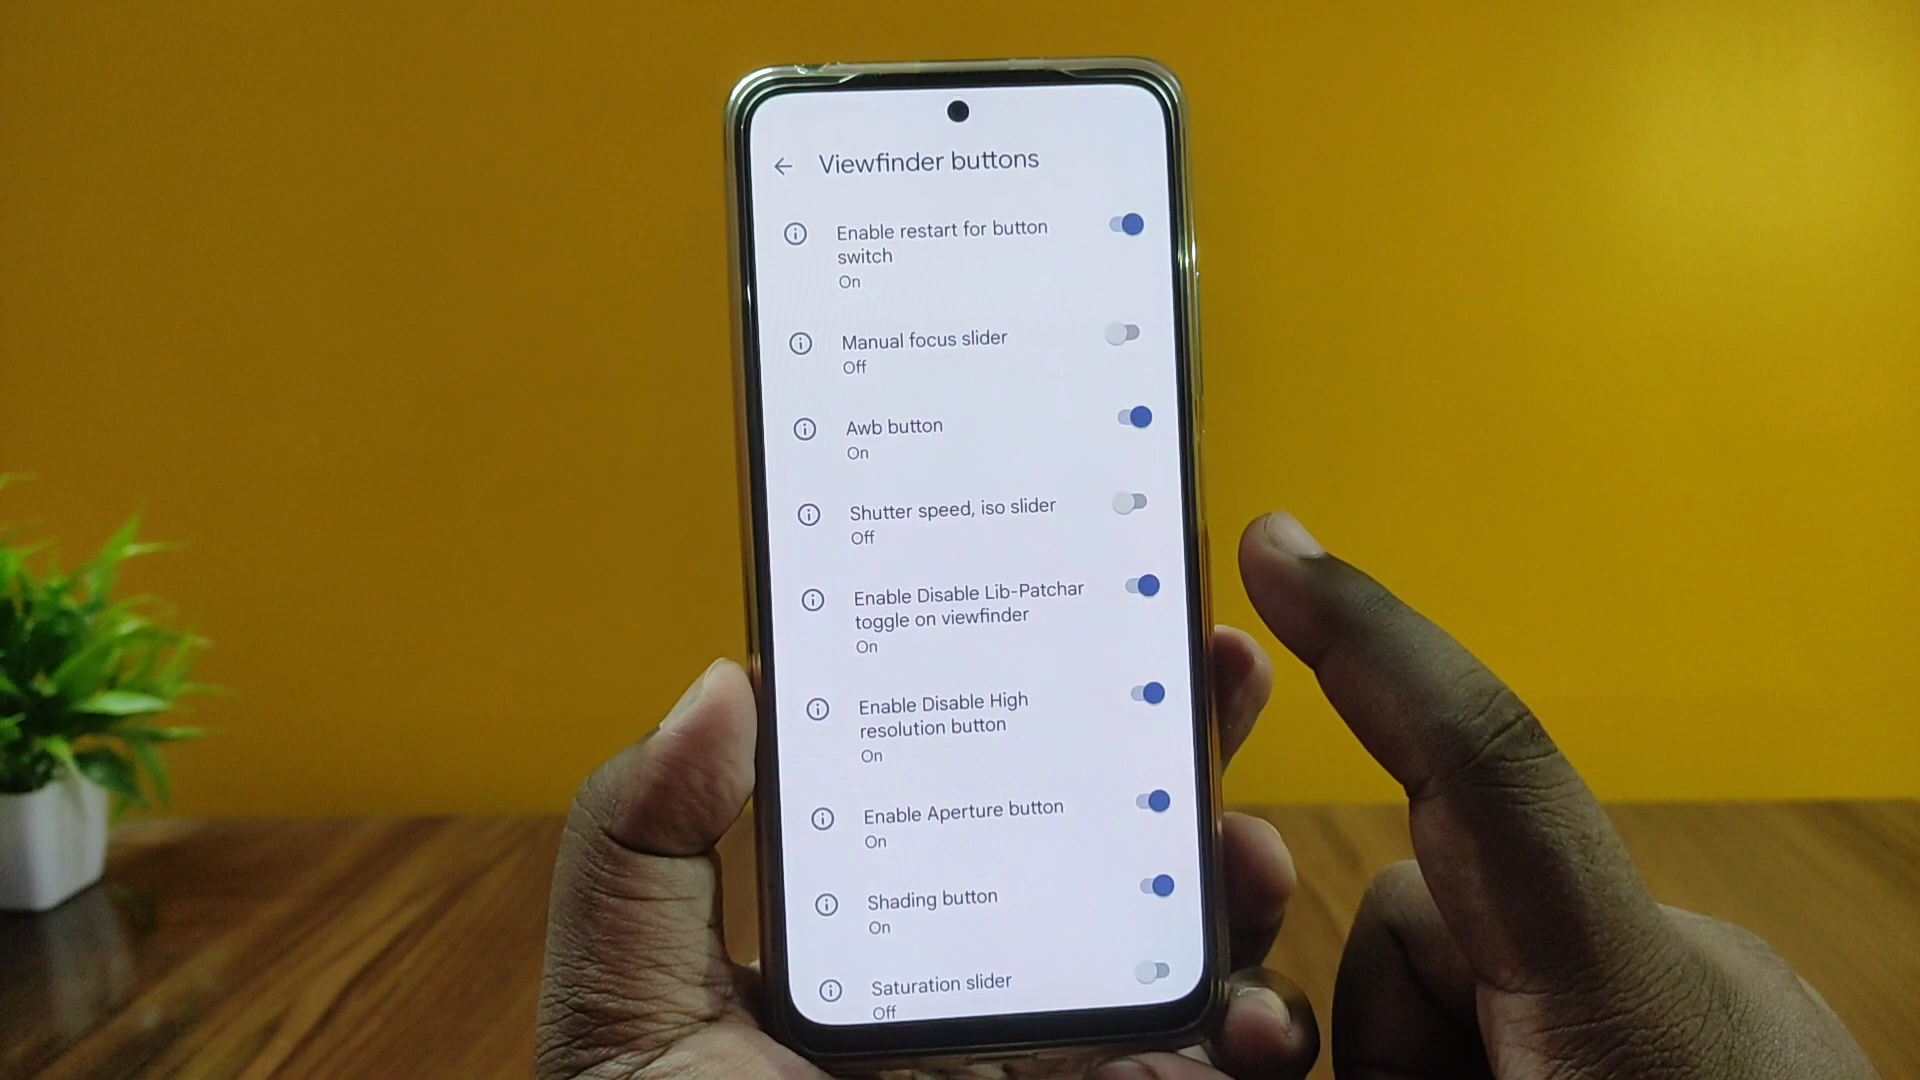 Viewfinder buttons
Enable restart for button
switch
On
Manual focus slider
Off
Awb button
On
Shutter speed, iso slider
Off
Enable Disable Lib-Patchar
toggle on viewfinder
On
Enable Disable High
resolution button
On
Enable Aperture button
On
Shading button
On
Saturation slider
Off